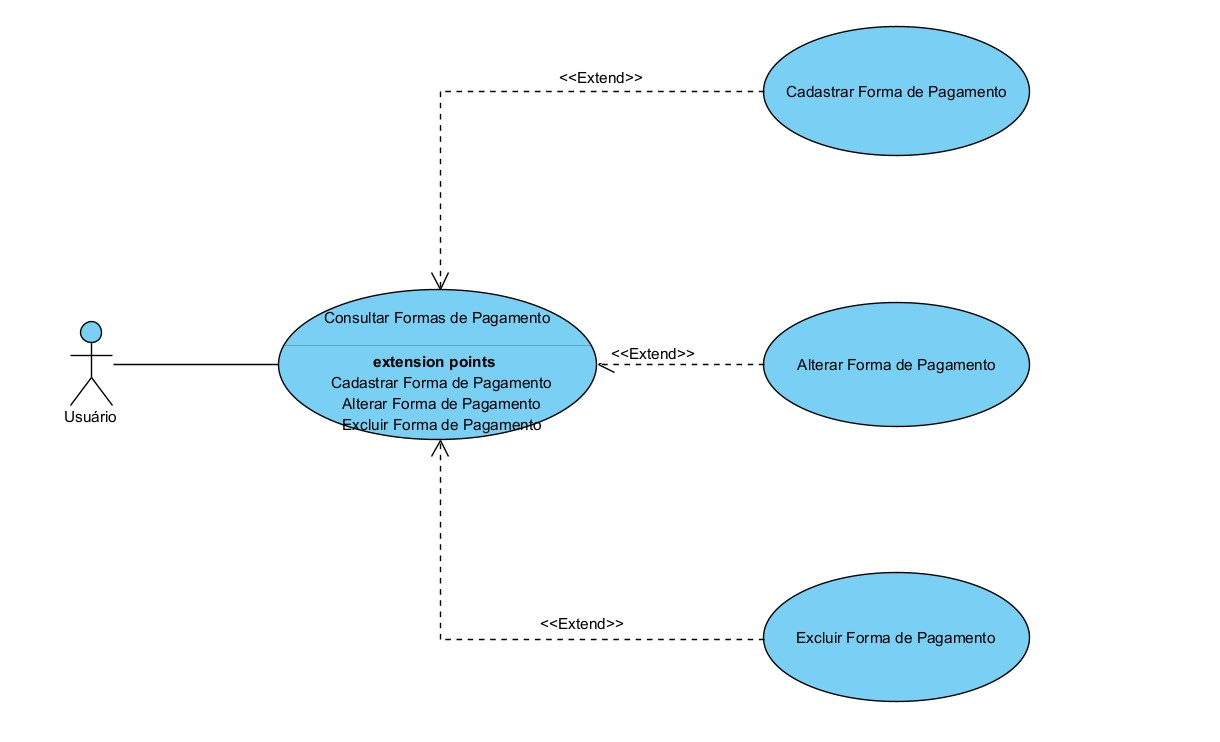 <<Extend>>
Cadastrar Forma de Pagamento
Consultar Formas de Pagamento
extension points
Cadastrar Forma de Pagamento
Alterar Forma de Pagamento
Excluir Forma de Pagamento
<<Extend>>
Alterar Forma de Pagamento
Usuário
<<Extend>>
Excluir Forma de Pagamento